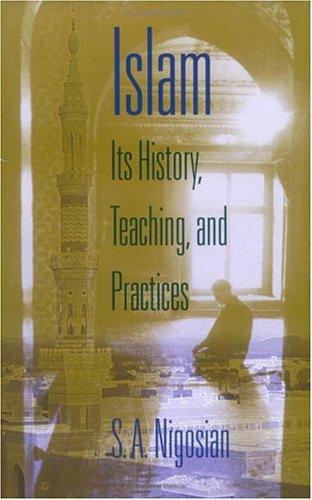 Islam
Its History,
Teaching, and
Practices
S. A. Nigosian